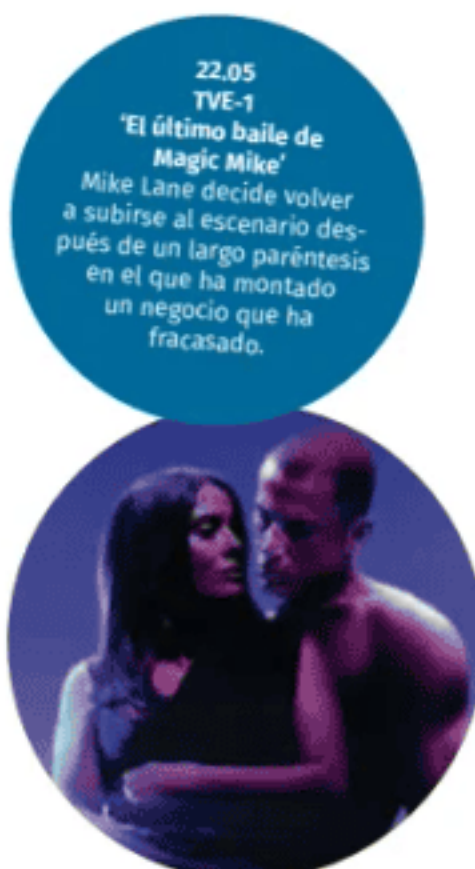 22.05
TVE-1
‘El último baile de
Magic Mike’
Mike Lane decide volver
a subirse al escenario des-
pués de un largo paréntesis
en el que ha montado
un negocio que ha
fracasado.